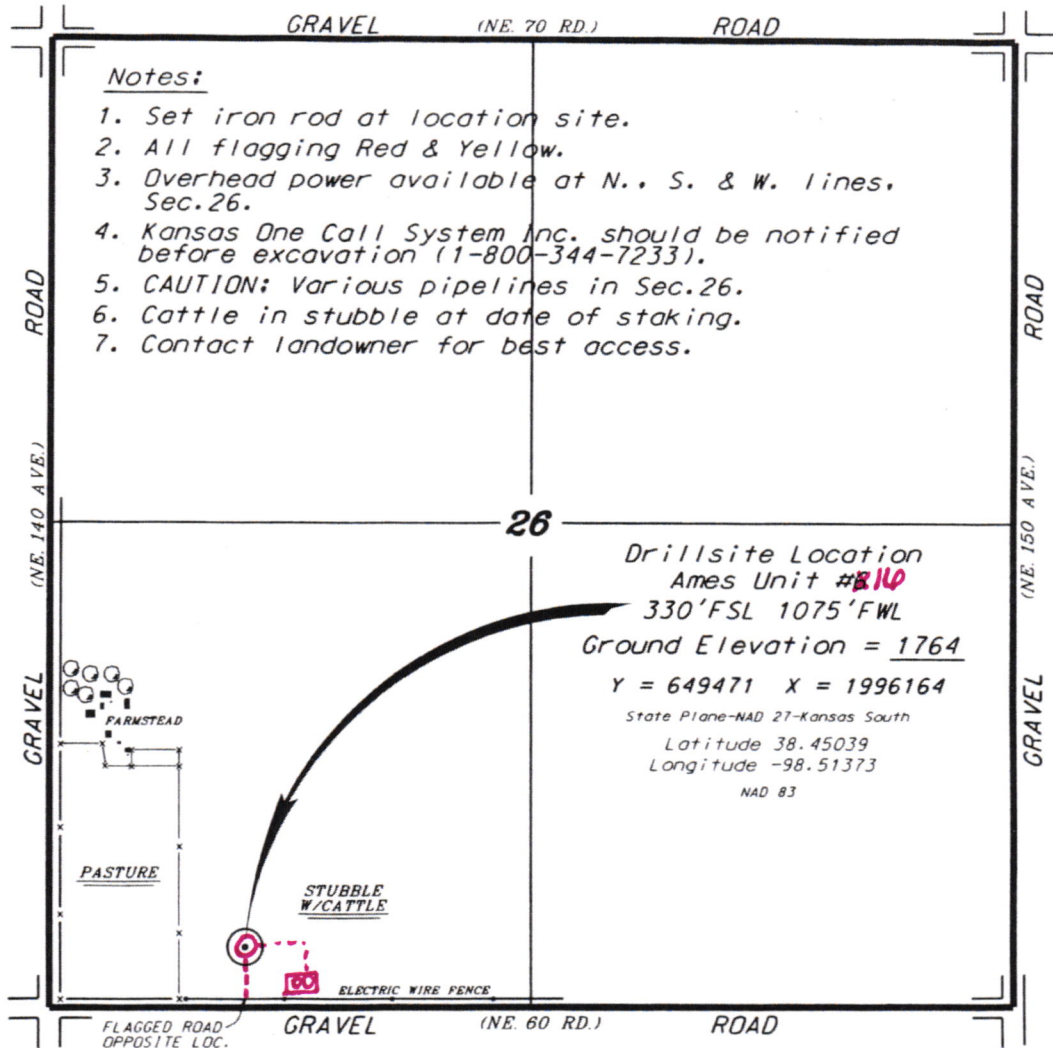 GRAVEL (NE. 70 RD.) ROAD
Notes:
1. Set iron rod at location site.
2. All flagging Red & Yellow.
3. Overhead power available at N., S. & W. lines,
Sec.26.
4. Kansas One Call System Inc. should be notified
before excavation (1-800-344-7233).
5. CAUTION: Various pipelines in Sec.26.
6. Cattle in stubble at date of staking.
7. Contact landowner for best access.
ROAD
(NE. 140 AVE.)
GRAVEL
ROAD
(NE. 150 AVE.)
GRAVEL
26
Drillsite Location
Ames Unit #
330'FSL 1075'FWL
Ground Elevation = 1764
Y = 649471 X = 1996164
State Plane-NAD 27-Kansas South
Latitude 38.45039
Longitude -98.51373
NAD 83
FARMSTEAD
PASTURE
STUBBLE
W/CATTLE
ELECTRIC WIRE FENCE
FLAGGED ROAD
OPPOSITE LOC.
GRAVEL (NE. 60 RD.) ROAD